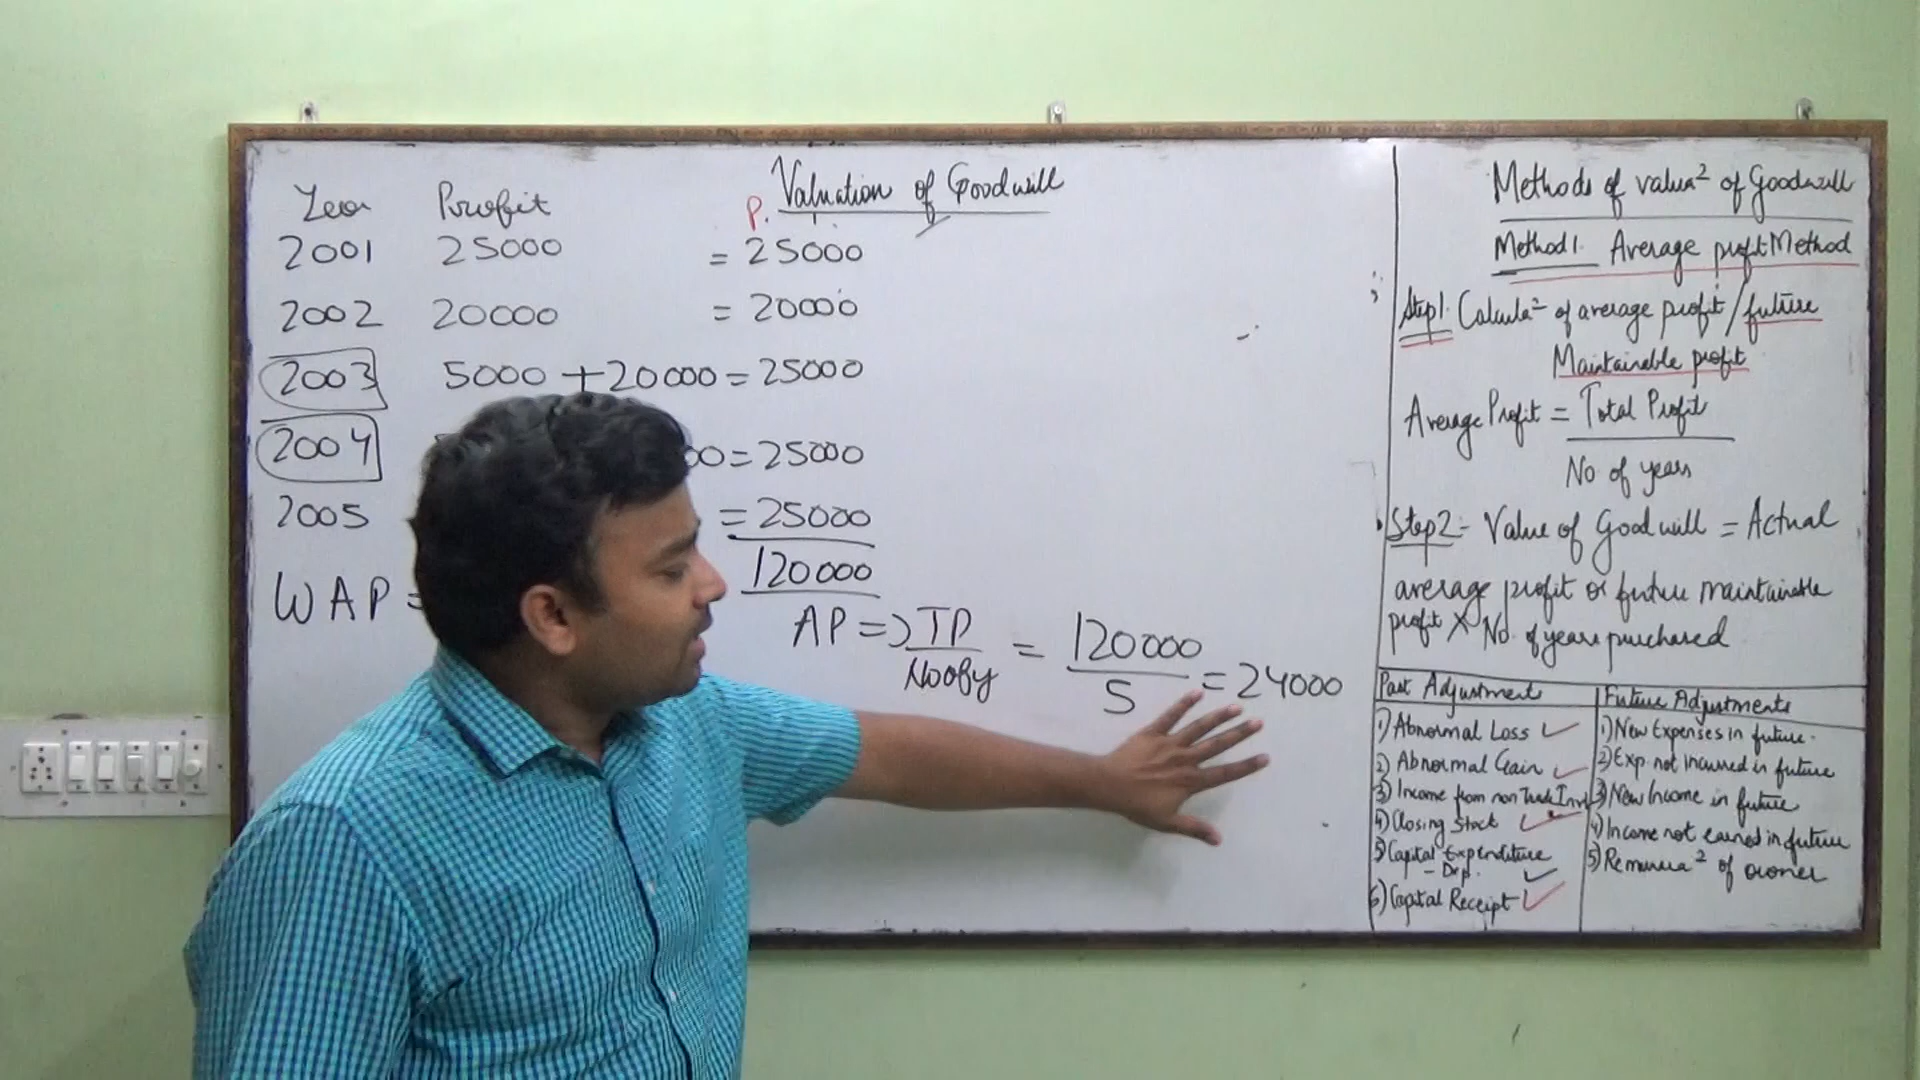 Valuation of Goodwill
Year Profit P.
2001 25000 = 25000
2002 20000 = 20000
2003 5000 + 20000 = 25000
2004 00 = 25000
2005 = 25000
120000
WAP =
AP => TP / No of y = 120000 / 5 = 24000
Methods of valua² of Goodwill
Method 1. Average profit Method
Step 1. Calcula² of average profit / future
Maintainable profit
Average Profit = Total Profit
No of years
Step 2 - Value of Goodwill = Actual
average profit or future maintainable
profit X No. of years purchased
Past Adjustment
1) Abnormal Loss ✓
2) Abnormal Gain ✓
3) Income from non Trade Inv
4) Closing Stock ✓
5) Capital Expenditure
- Dep. ✓
6) Capital Receipt ✓
Future Adjustments
1) New Expenses in future.
2) Exp. not incurred in future
3) New Income in future
4) Income not earned in future
5) Remunera² of owner